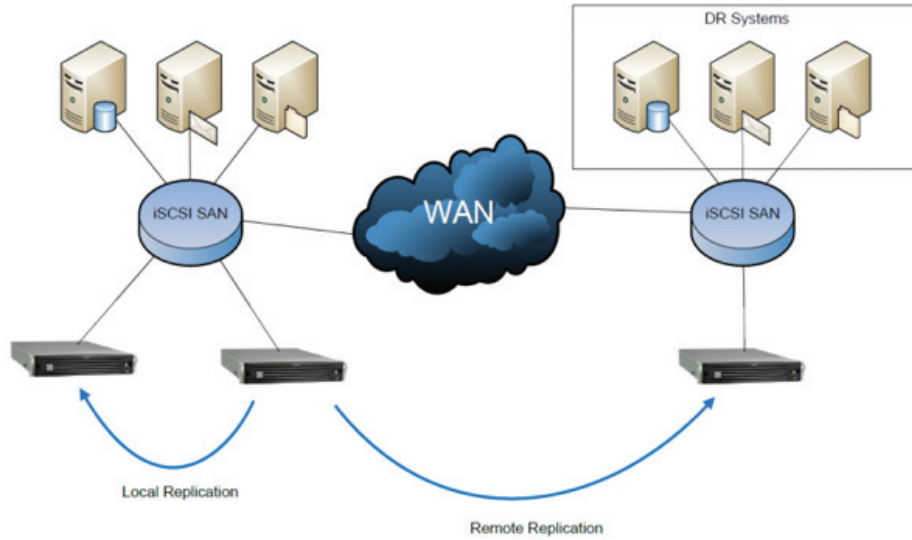 DR Systems
iSCSI SAN
WAN
iSCSI SAN
Local Replication
Remote Replication